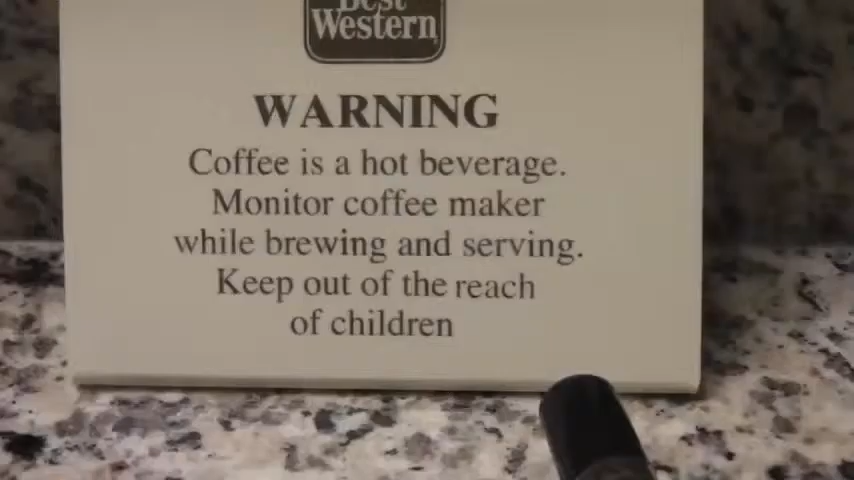 Best
Western
WARNING
Coffee is a hot beverage.
Monitor coffee maker
while brewing and serving.
Keep out of the reach
of children